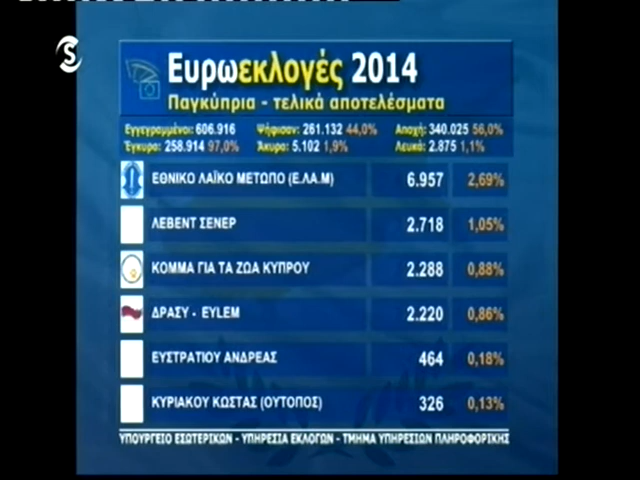 S
Ευρωεκλογές 2014
Παγκύπρια - τελικά αποτελέσματα
Εγγεγραμμένοι: 606.916 Ψήφισαν: 261.132 44,0% Αποχή: 340.025 56,0%
Έγκυρα: 258.914 97,0% Άκυρα: 5.102 1,9% Λευκά: 2.875 1,1%
ΕΘΝΙΚΟ ΛΑΪΚΟ ΜΕΤΩΠΟ (Ε.ΛΑ.Μ) 6.957 2,69%
ΛΕΒΕΝΤ ΣΕΝΕΡ 2.718 1,05%
ΚΟΜΜΑ ΓΙΑ ΤΑ ΖΩΑ ΚΥΠΡΟΥ 2.288 0,88%
ΔΡΑΣΥ - EYLEM 2.220 0,86%
ΕΥΣΤΡΑΤΙΟΥ ΑΝΔΡΕΑΣ 464 0,18%
ΚΥΡΙΑΚΟΥ ΚΩΣΤΑΣ (ΟΥΤΟΠΟΣ) 326 0,13%
ΥΠΟΥΡΓΕΙΟ ΕΣΩΤΕΡΙΚΩΝ - ΥΠΗΡΕΣΙΑ ΕΚΛΟΓΩΝ - ΤΜΗΜΑ ΥΠΗΡΕΣΙΩΝ ΠΛΗΡΟΦΟΡΙΚΗΣ